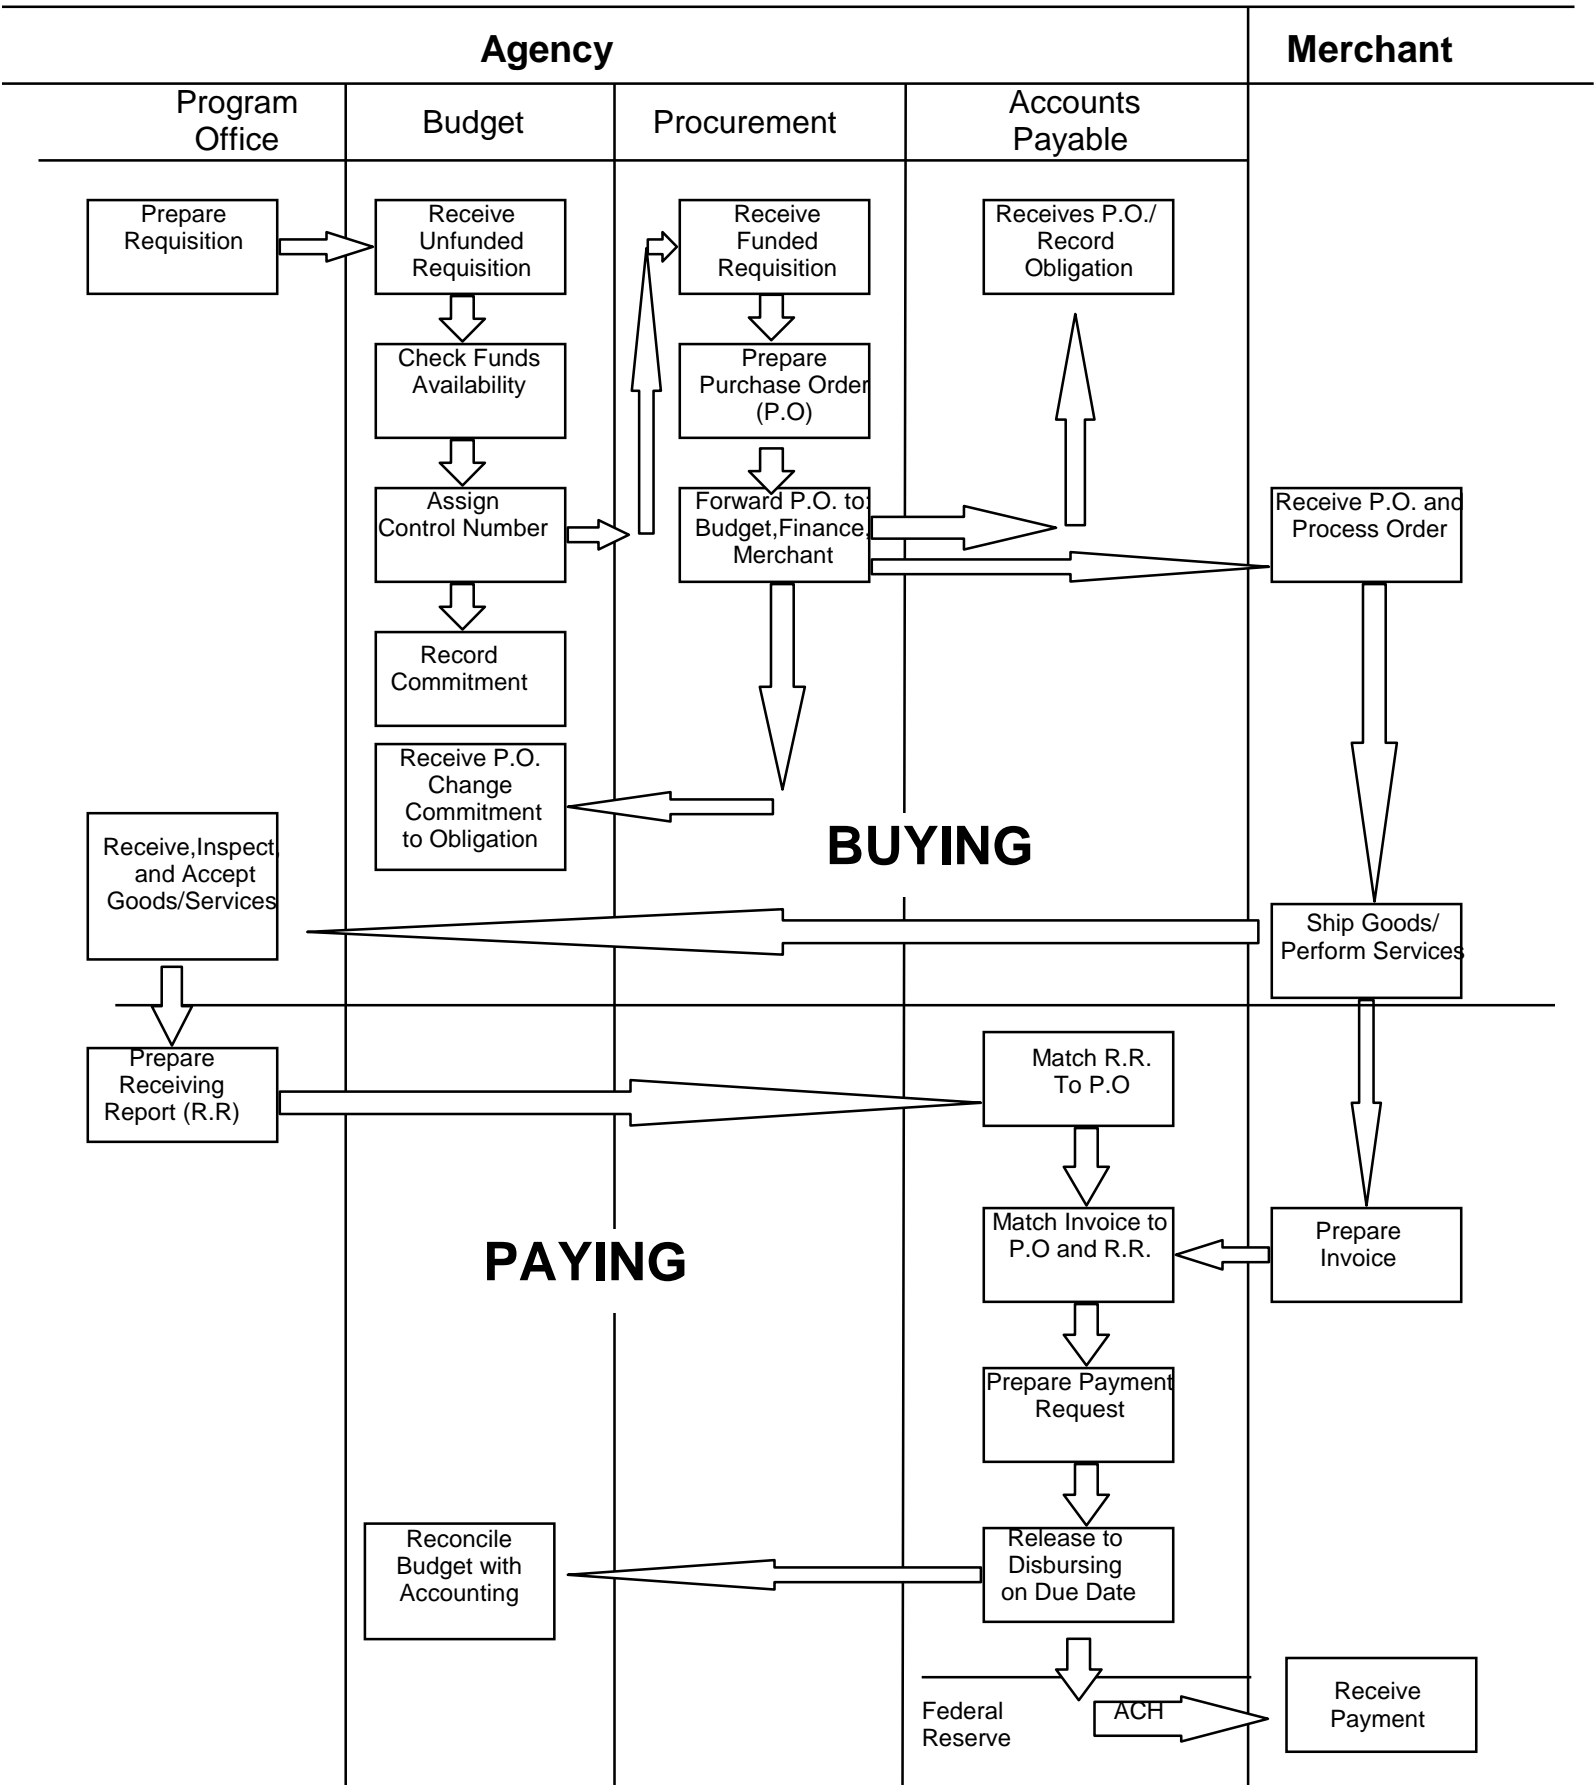 Agency
Merchant
Program
Office
Budget
Procurement
Accounts
Payable
Prepare
Requisition
Receive
Unfunded
Requisition
Receive
Funded
Requisition
Receives P.O./
Record
Obligation
Check Funds
Availability
Prepare
Purchase Order
(P.O)
Assign
Control Number
Forward P.O. to:
Budget,Finance,
Merchant
Receive P.O. and
Process Order
Record
Commitment
Receive P.O.
Change
Commitment
to Obligation
BUYING
Receive,Inspect,
and Accept
Goods/Services
Ship Goods/
Perform Services
Prepare
Receiving
Report (R.R)
Match R.R.
To P.O
PAYING
Match Invoice to
P.O and R.R.
Prepare
Invoice
Prepare Payment
Request
Reconcile
Budget with
Accounting
Release to
Disbursing
on Due Date
Federal
Reserve
ACH
Receive
Payment